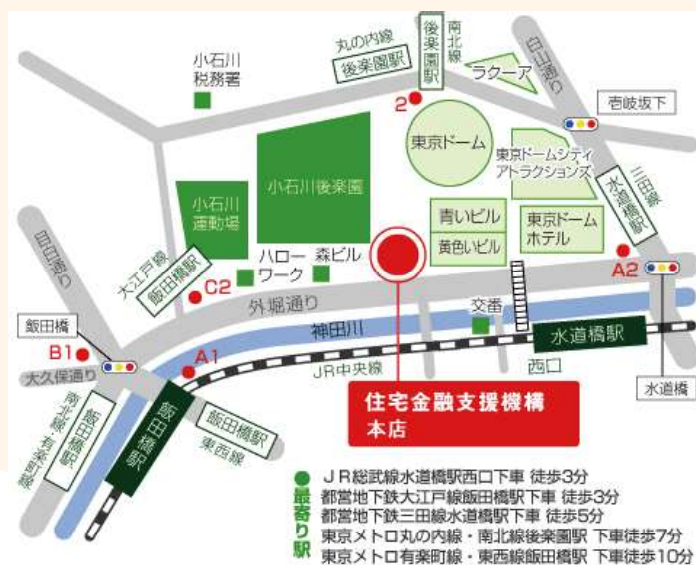 小石川
税務署
丸の内線
後楽園駅
後楽園駅
南北線
ラクーア
白山通り
壱岐坂下
2
東京ドーム
東京ドームシティ
アトラクションズ
三田線
水道橋駅
小石川後楽園
小石川
運動場
青いビル
黄色いビル
東京ドーム
ホテル
目白通り
大江戸線
飯田橋駅
ハロー
ワーク
森ビル
A2
C2
外堀通り
飯田橋
神田川
交番
水道橋駅
B1
A1
大久保通り
JR中央線
西口
水道橋
飯田橋駅
飯田橋駅
東西線
飯田橋駅
南北線・有楽町線
住宅金融支援機構
本店
●最寄り駅
JR総武線水道橋駅西口下車 徒歩3分
都営地下鉄大江戸線飯田橋駅下車 徒歩3分
都営地下鉄三田線水道橋駅下車 徒歩5分
東京メトロ丸の内線・南北線後楽園駅 下車徒歩7分
東京メトロ有楽町線・東西線飯田橋駅 下車徒歩10分